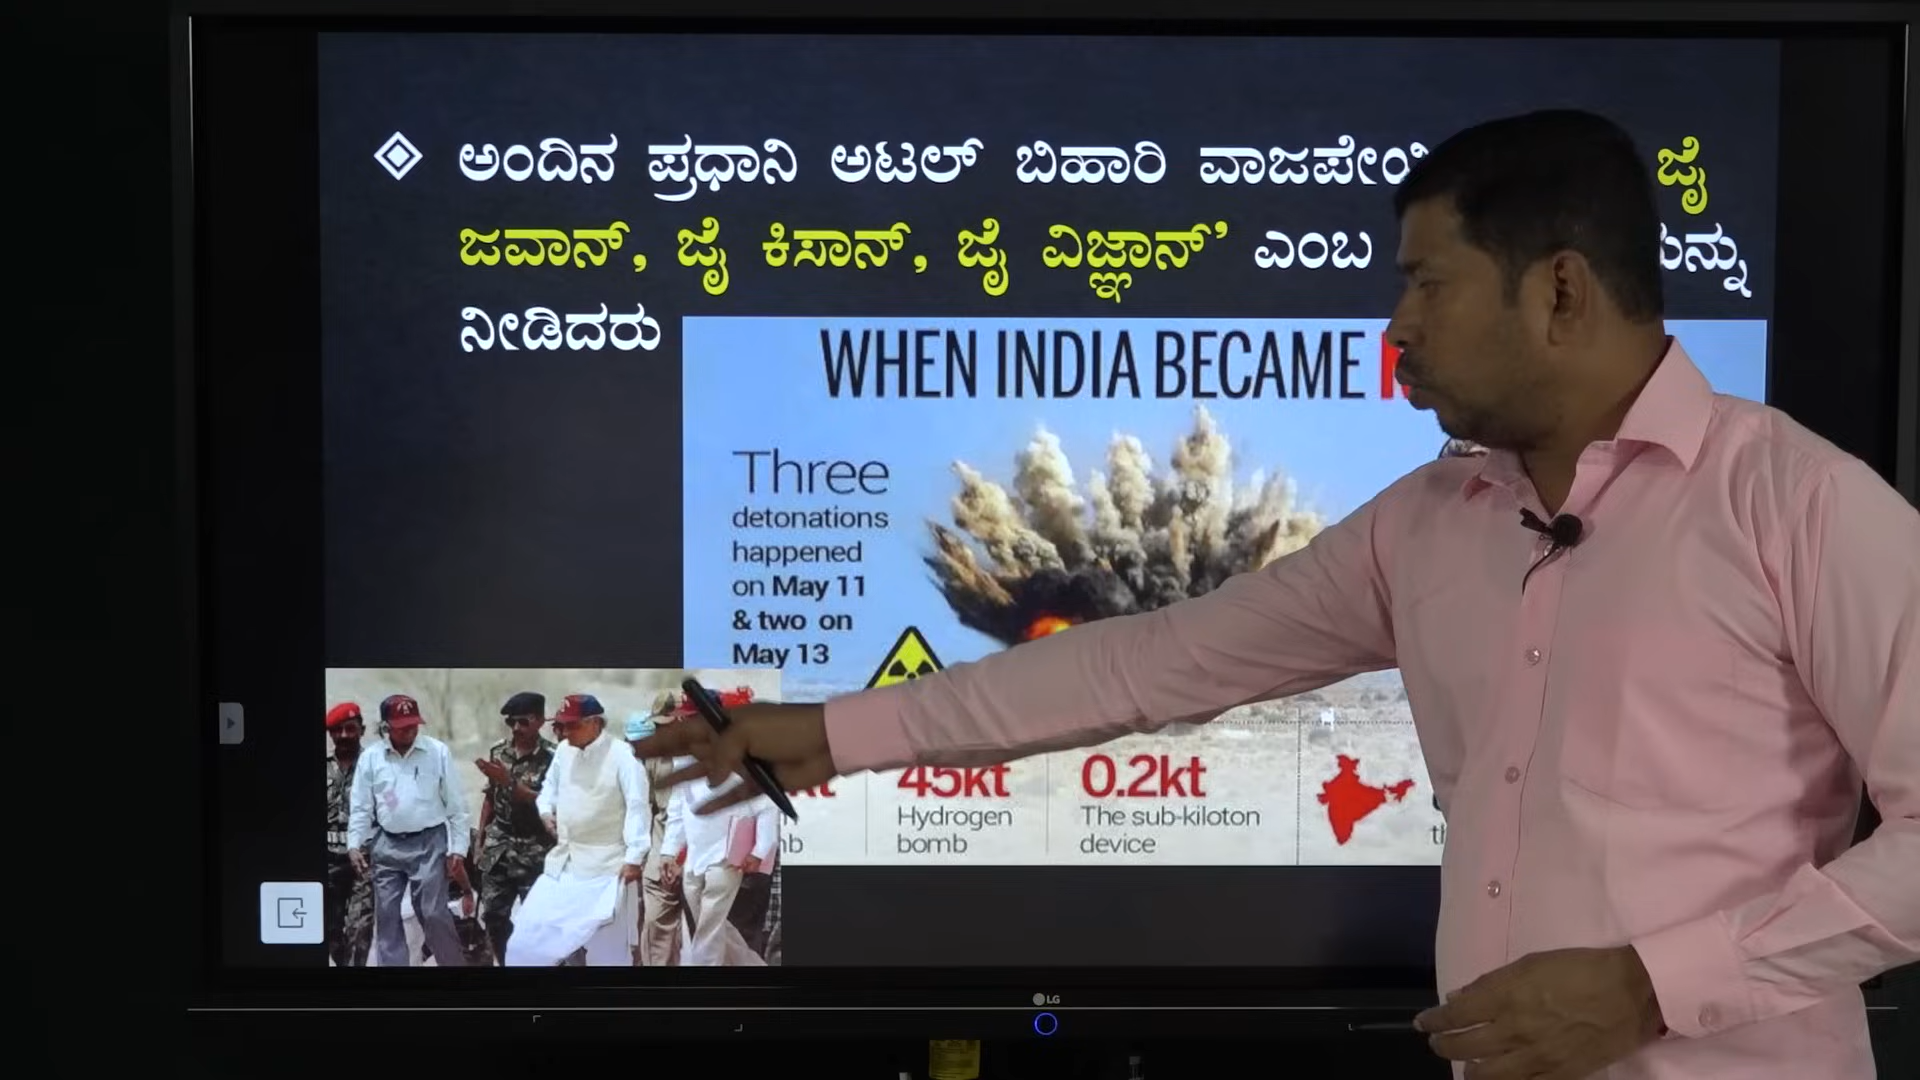 ಅಂದಿನ ಪ್ರಧಾನಿ ಅಟಲ್ ಬಿಹಾರಿ ಜೈ
ಜವಾನ್, ಜೈ ಕಿಸಾನ್, ಜೈ ವಿಜ್ಞಾನ್’ ಎಂಬ
ನೀಡಿದರು
WHEN INDIA BECAME
Three
detonations
happened
on May 11
& two on
May 13
45kt
Hydrogen
bomb
0.2kt
The sub-kiloton
device
LG